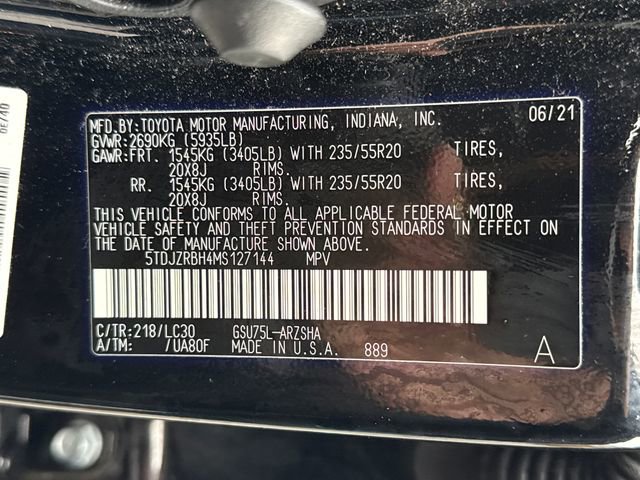 MFD.BY:TOYOTA MOTOR MANUFACTURING, INDIANA, INC. 06/21
GVWR:2690KG (5935LB)
GAWR:FRT. 1545KG (3405LB) WITH 235/55R20 TIRES,
20X8J RIMS.
RR. 1545KG (3405LB) WITH 235/55R20 TIRES,
20X8J RIMS.
THIS VEHICLE CONFORMS TO ALL APPLICABLE FEDERAL MOTOR
VEHICLE SAFETY AND THEFT PREVENTION STANDARDS IN EFFECT ON
THE DATE OF MANUFACTURE SHOWN ABOVE.
5TDJZRBH4MS127144 MPV
C/TR:218/LC30 GSU75L-ARZSHA
A/TM: /UA80F MADE IN U.S.A. 889 A